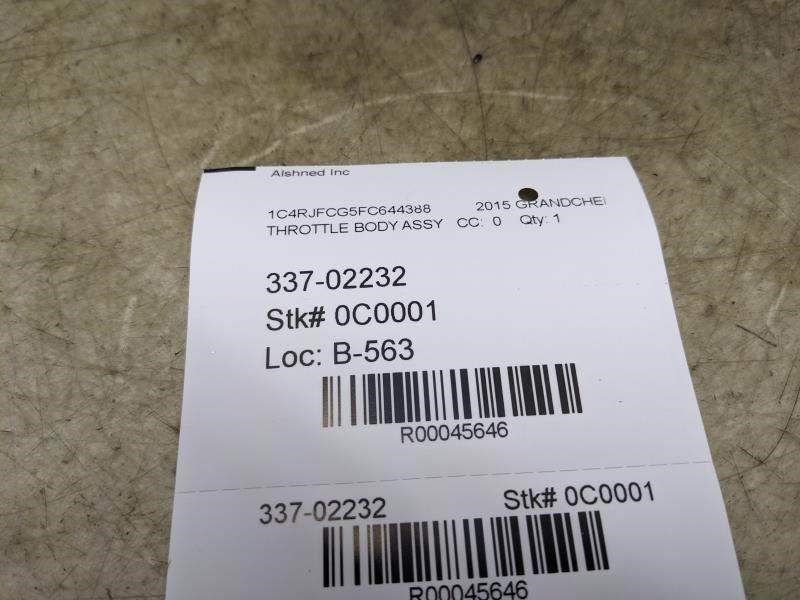 Alshned Inc
1C4RJFCG5FC644388 2015 GRANDCHE
THROTTLE BODY ASSY CC: 0 Qty: 1
337-02232
Stk# 0C0001
Loc: B-563
R00045646
337-02232 Stk# 0C0001
R00045646